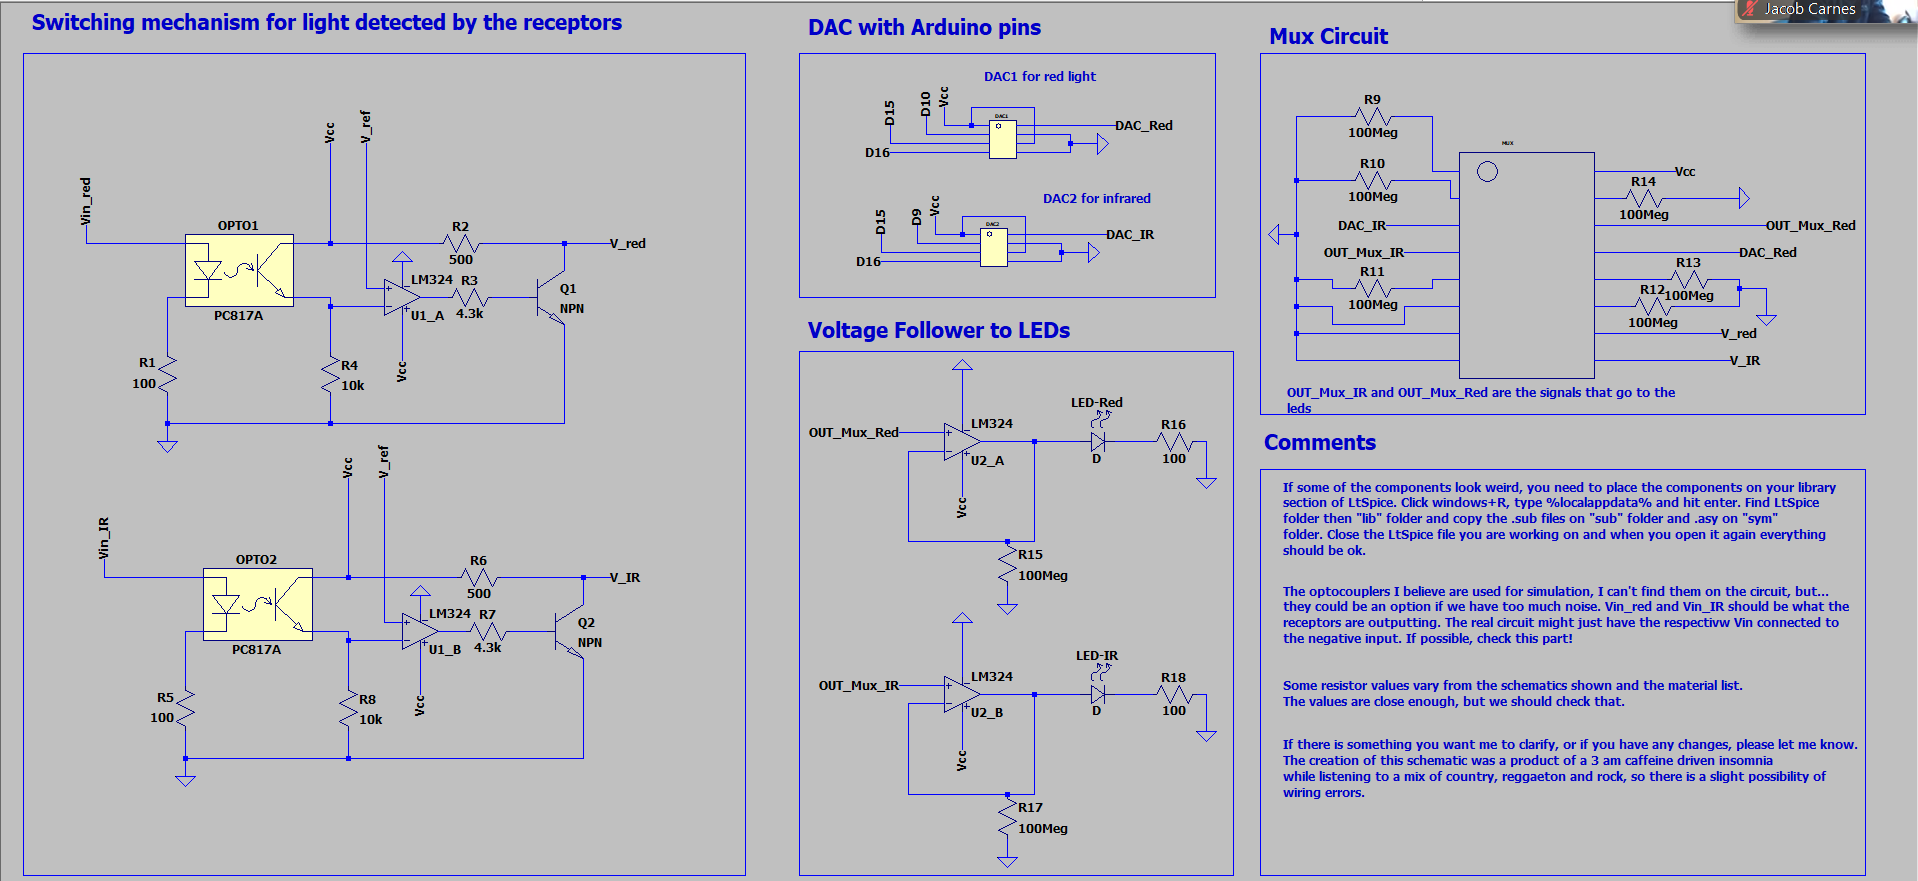 Switching mechanism for light detected by the receptors
Vin_red
Vcc
V_ref
OPTO1
PC817A
R2
500
V_red
LM324
R3
4.3k
U1_A
Q1
NPN
R1
100
R4
10k
Vcc
Vin_IR
Vcc
V_ref
OPTO2
PC817A
R6
500
V_IR
LM324
R7
4.3k
U1_B
Q2
NPN
R5
100
R8
10k
Vcc
DAC with Arduino pins
DAC1 for red light
D15
D10
Vcc
DAC1
DAC_Red
D16
DAC2 for infrared
D15
D9
Vcc
DAC2
DAC_IR
D16
Voltage Follower to LEDs
OUT_Mux_Red
LM324
U2_A
Vcc
LED-Red
D
R16
100
R15
100Meg
OUT_Mux_IR
LM324
U2_B
Vcc
LED-IR
D
R18
100
R17
100Meg
Jacob Carnes
Mux Circuit
R9
100Meg
R10
100Meg
DAC_IR
OUT_Mux_IR
R11
100Meg
MUX
Vcc
R14
100Meg
OUT_Mux_Red
DAC_Red
R13
100Meg
R12
100Meg
V_red
V_IR
OUT_Mux_IR and OUT_Mux_Red are the signals that go to the
leds
Comments
If some of the components look weird, you need to place the components on your library
section of LtSpice. Click windows+R, type %localappdata% and hit enter. Find LtSpice
folder then "lib" folder and copy the .sub files on "sub" folder and .asy on "sym"
folder. Close the LtSpice file you are working on and when you open it again everything
should be ok.
The optocouplers I believe are used for simulation, I can't find them on the circuit, but...
they could be an option if we have too much noise. Vin_red and Vin_IR should be what the
receptors are outputting. The real circuit might just have the respectivw Vin connected to
the negative input. If possible, check this part!
Some resistor values vary from the schematics shown and the material list.
The values are close enough, but we should check that.
If there is something you want me to clarify, or if you have any changes, please let me know.
The creation of this schematic was a product of a 3 am caffeine driven insomnia
while listening to a mix of country, reggaeton and rock, so there is a slight possibility of
wiring errors.